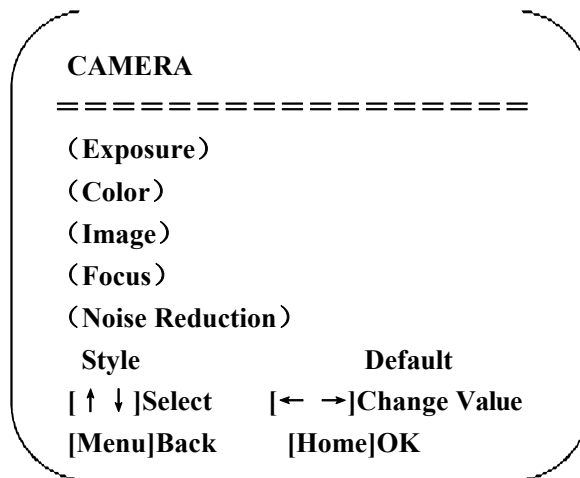 CAMERA
= = = = = = = = = = = = = = = = =
（Exposure）
（Color）
（Image）
（Focus）
（Noise Reduction）
Style Default
[↑ ↓]Select [← →]Change Value
[Menu]Back [Home]OK